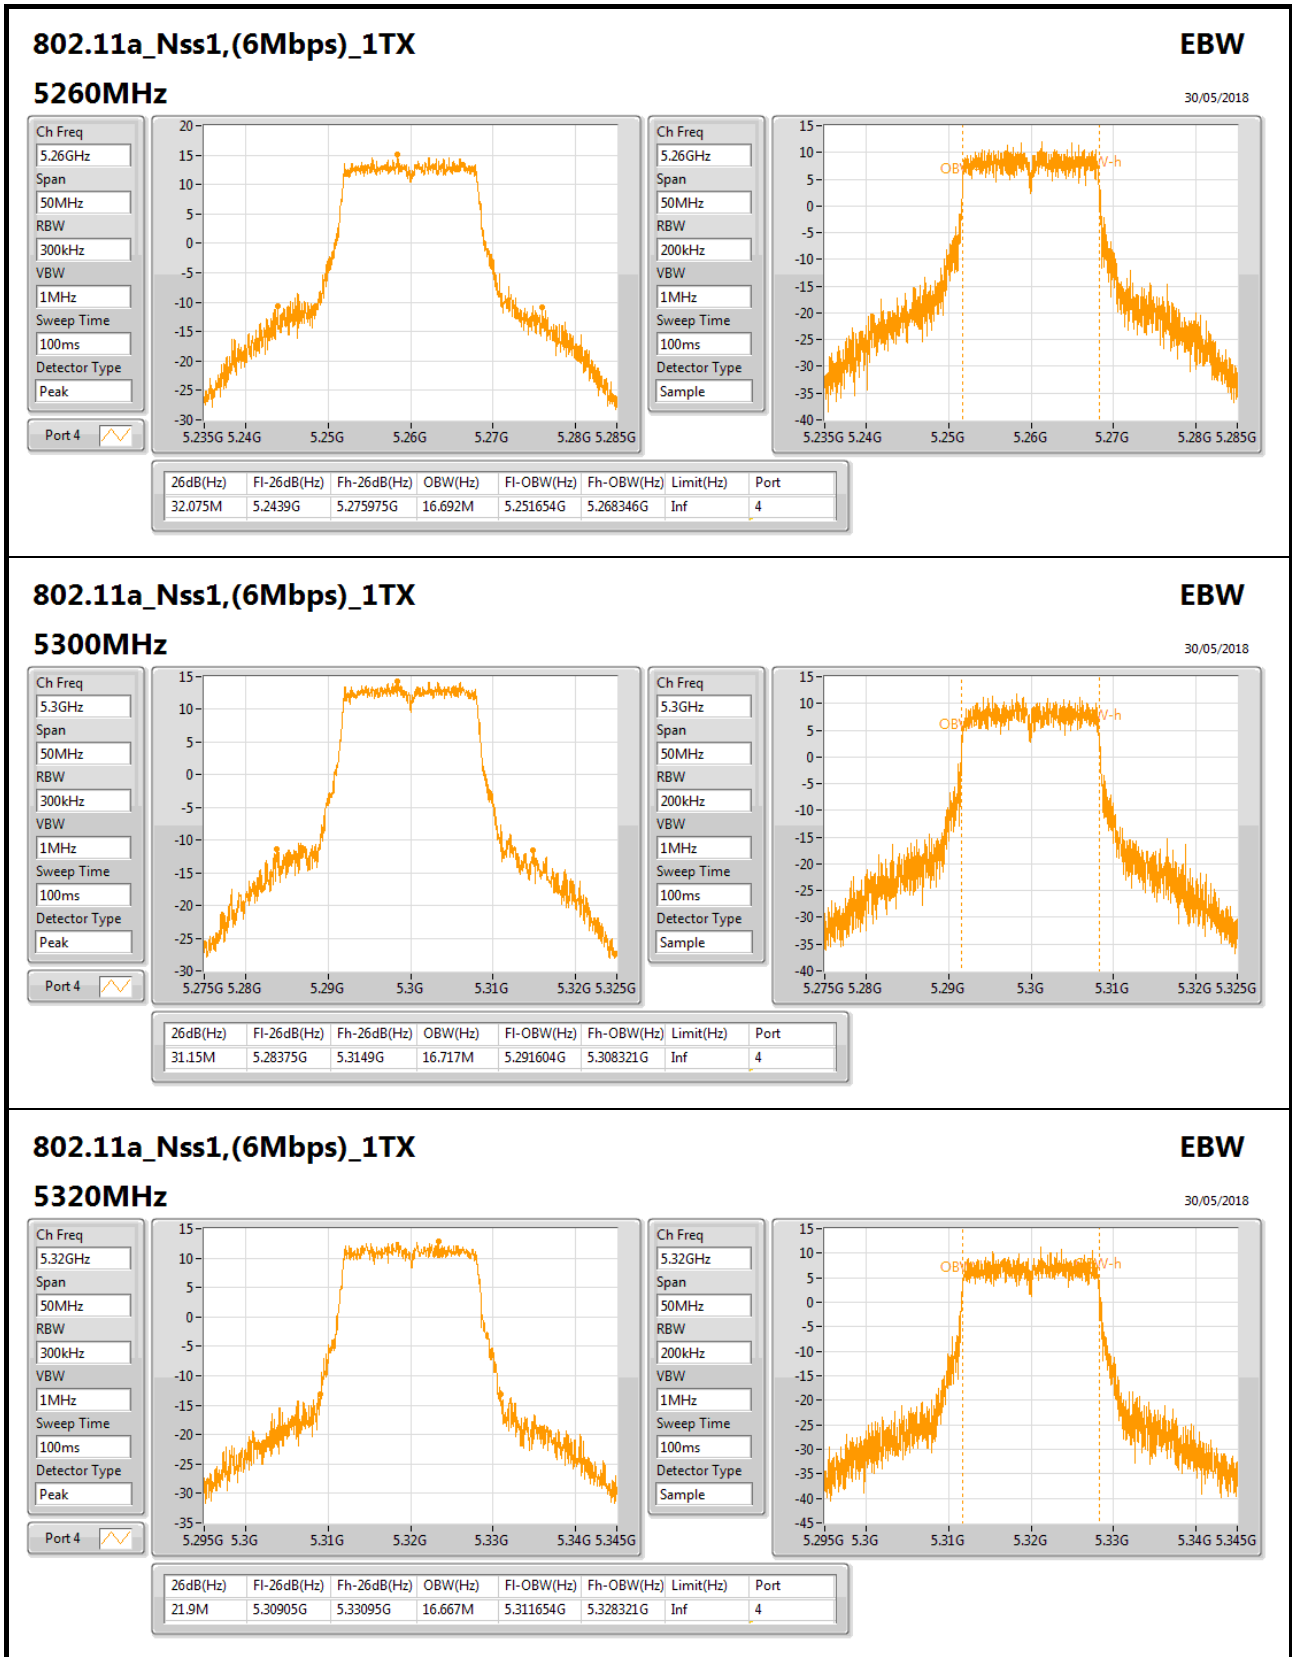 802.11a_Nss1,(6Mbps)_1TX EBW
5260MHz 30/05/2018
Ch Freq
5.26GHz
Span
50MHz
RBW
300kHz
VBW
1MHz
Sweep Time
100ms
Detector Type
Peak
Port 4
20
15
10
5
0
-5
-10
-15
-20
-25
-30
5.235G 5.24G 5.25G 5.26G 5.27G 5.28G 5.285G
Ch Freq
5.26GHz
Span
50MHz
RBW
200kHz
VBW
1MHz
Sweep Time
100ms
Detector Type
Sample
15
10
5
0
-5
-10
-15
-20
-25
-30
-35
-40
5.235G 5.24G 5.25G 5.26G 5.27G 5.28G 5.285G
26dB(Hz) Fl-26dB(Hz) Fh-26dB(Hz) OBW(Hz) Fl-OBW(Hz) Fh-OBW(Hz) Limit(Hz) Port
32.075M 5.2439G 5.275975G 16.692M 5.251654G 5.268346G Inf 4
802.11a_Nss1,(6Mbps)_1TX EBW
5300MHz 30/05/2018
Ch Freq
5.3GHz
Span
50MHz
RBW
300kHz
VBW
1MHz
Sweep Time
100ms
Detector Type
Peak
Port 4
15
10
5
0
-5
-10
-15
-20
-25
-30
5.275G 5.28G 5.29G 5.3G 5.31G 5.32G 5.325G
Ch Freq
5.3GHz
Span
50MHz
RBW
200kHz
VBW
1MHz
Sweep Time
100ms
Detector Type
Sample
15
10
5
0
-5
-10
-15
-20
-25
-30
-35
-40
5.275G 5.28G 5.29G 5.3G 5.31G 5.32G 5.325G
26dB(Hz) Fl-26dB(Hz) Fh-26dB(Hz) OBW(Hz) Fl-OBW(Hz) Fh-OBW(Hz) Limit(Hz) Port
31.15M 5.28375G 5.3149G 16.717M 5.291604G 5.308321G Inf 4
802.11a_Nss1,(6Mbps)_1TX EBW
5320MHz 30/05/2018
Ch Freq
5.32GHz
Span
50MHz
RBW
300kHz
VBW
1MHz
Sweep Time
100ms
Detector Type
Peak
Port 4
15
10
5
0
-5
-10
-15
-20
-25
-30
-35
5.295G 5.3G 5.31G 5.32G 5.33G 5.34G 5.345G
Ch Freq
5.32GHz
Span
50MHz
RBW
200kHz
VBW
1MHz
Sweep Time
100ms
Detector Type
Sample
15
10
5
0
-5
-10
-15
-20
-25
-30
-35
-40
-45
5.295G 5.3G 5.31G 5.32G 5.33G 5.34G 5.345G
26dB(Hz) Fl-26dB(Hz) Fh-26dB(Hz) OBW(Hz) Fl-OBW(Hz) Fh-OBW(Hz) Limit(Hz) Port
21.9M 5.30905G 5.33095G 16.667M 5.311654G 5.328321G Inf 4